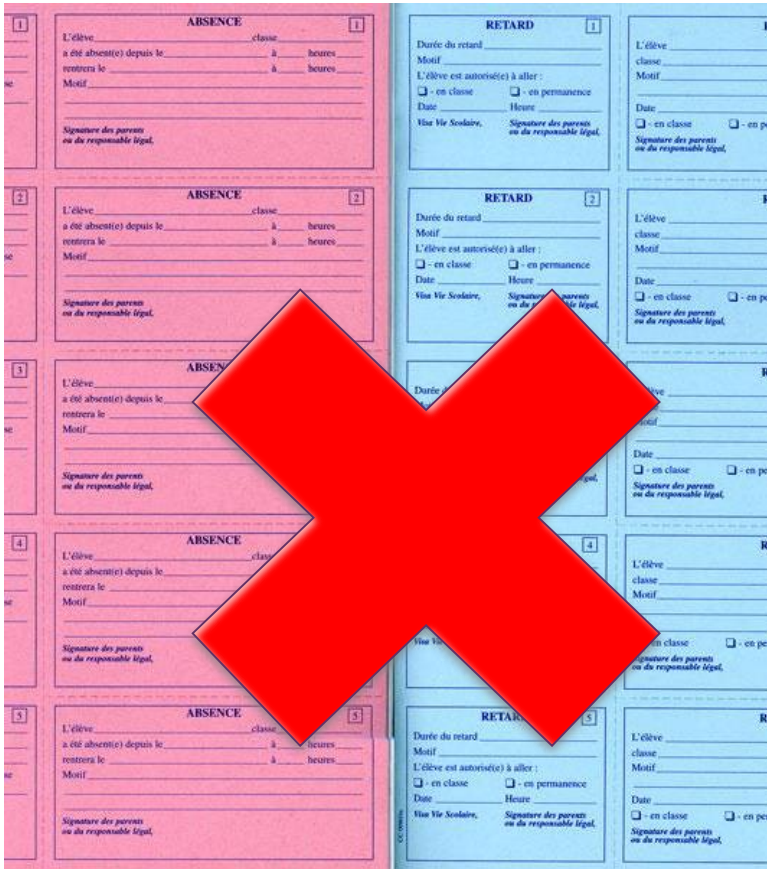 1
ABSENCE 1
L'élève classe
a été absent(e) depuis le à heures
rentrera le à heures
Motif
Signature des parents
ou du responsable légal,
RETARD 1
Durée du retard
Motif
L'élève est autorisé(e) à aller :
- en classe - en permanence
Date Heure
Visa Vie Scolaire, Signature des parents
ou du responsable légal,
L'élève
classe
Motif
Date
- en classe - en
Signature des parents
ou du responsable légal,
2
ABSENCE 2
L'élève classe
a été absent(e) depuis le à heures
rentrera le à heures
Motif
Signature des parents
ou du responsable légal,
RETARD 2
Durée du retard
Motif
L'élève est autorisé(e) à aller :
- en classe - en permanence
Date Heure
Visa Vie Scolaire, Signature parents
ou du légal,
L'élève
classe
Motif
Date
- en classe - en
Signature des parents
ou du responsable légal,
3
L'élève
a été absent(e) depuis le
rentrera le
Motif
Signature des parents
ou du responsable légal,
Durée
Date
- en classe - en
Signature des parents
ou du responsable légal,
4
ABSENCE
L'élève
a été absent(e) depuis le
rentrera le
Motif
Signature des parents
ou du responsable légal,
4
Visa
L'élève
classe
Motif
classe - en
des parents
ou du responsable légal,
5
ABSENCE 5
L'élève classe
a été absent(e) depuis le à heures
rentrera le à heures
Motif
Signature des parents
ou du responsable légal,
5
Durée du retard
Motif
L'élève est autorisé(e) à aller :
- en classe - en permanence
Date Heure
Visa Vie Scolaire, Signature des parents
ou du responsable légal,
L'élève
classe
Motif
Date
- en classe - en
Signature des parents
ou du responsable légal,